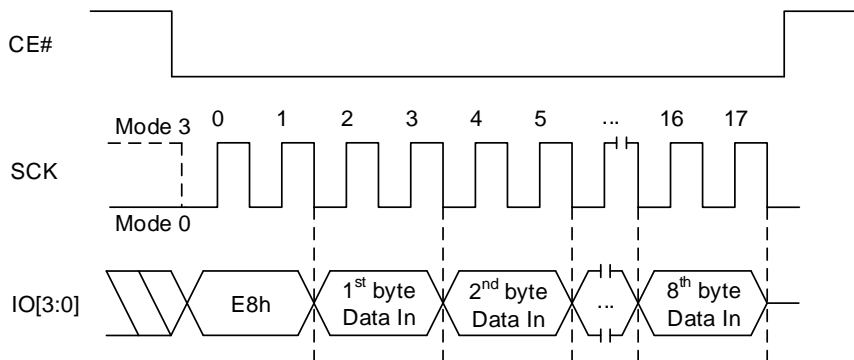 CE#
Mode 3
0 1 2 3 4 5 ... 16 17
SCK
Mode 0
IO[3:0]
E8h
1st byte
Data In
2nd byte
Data In
...
8th byte
Data In